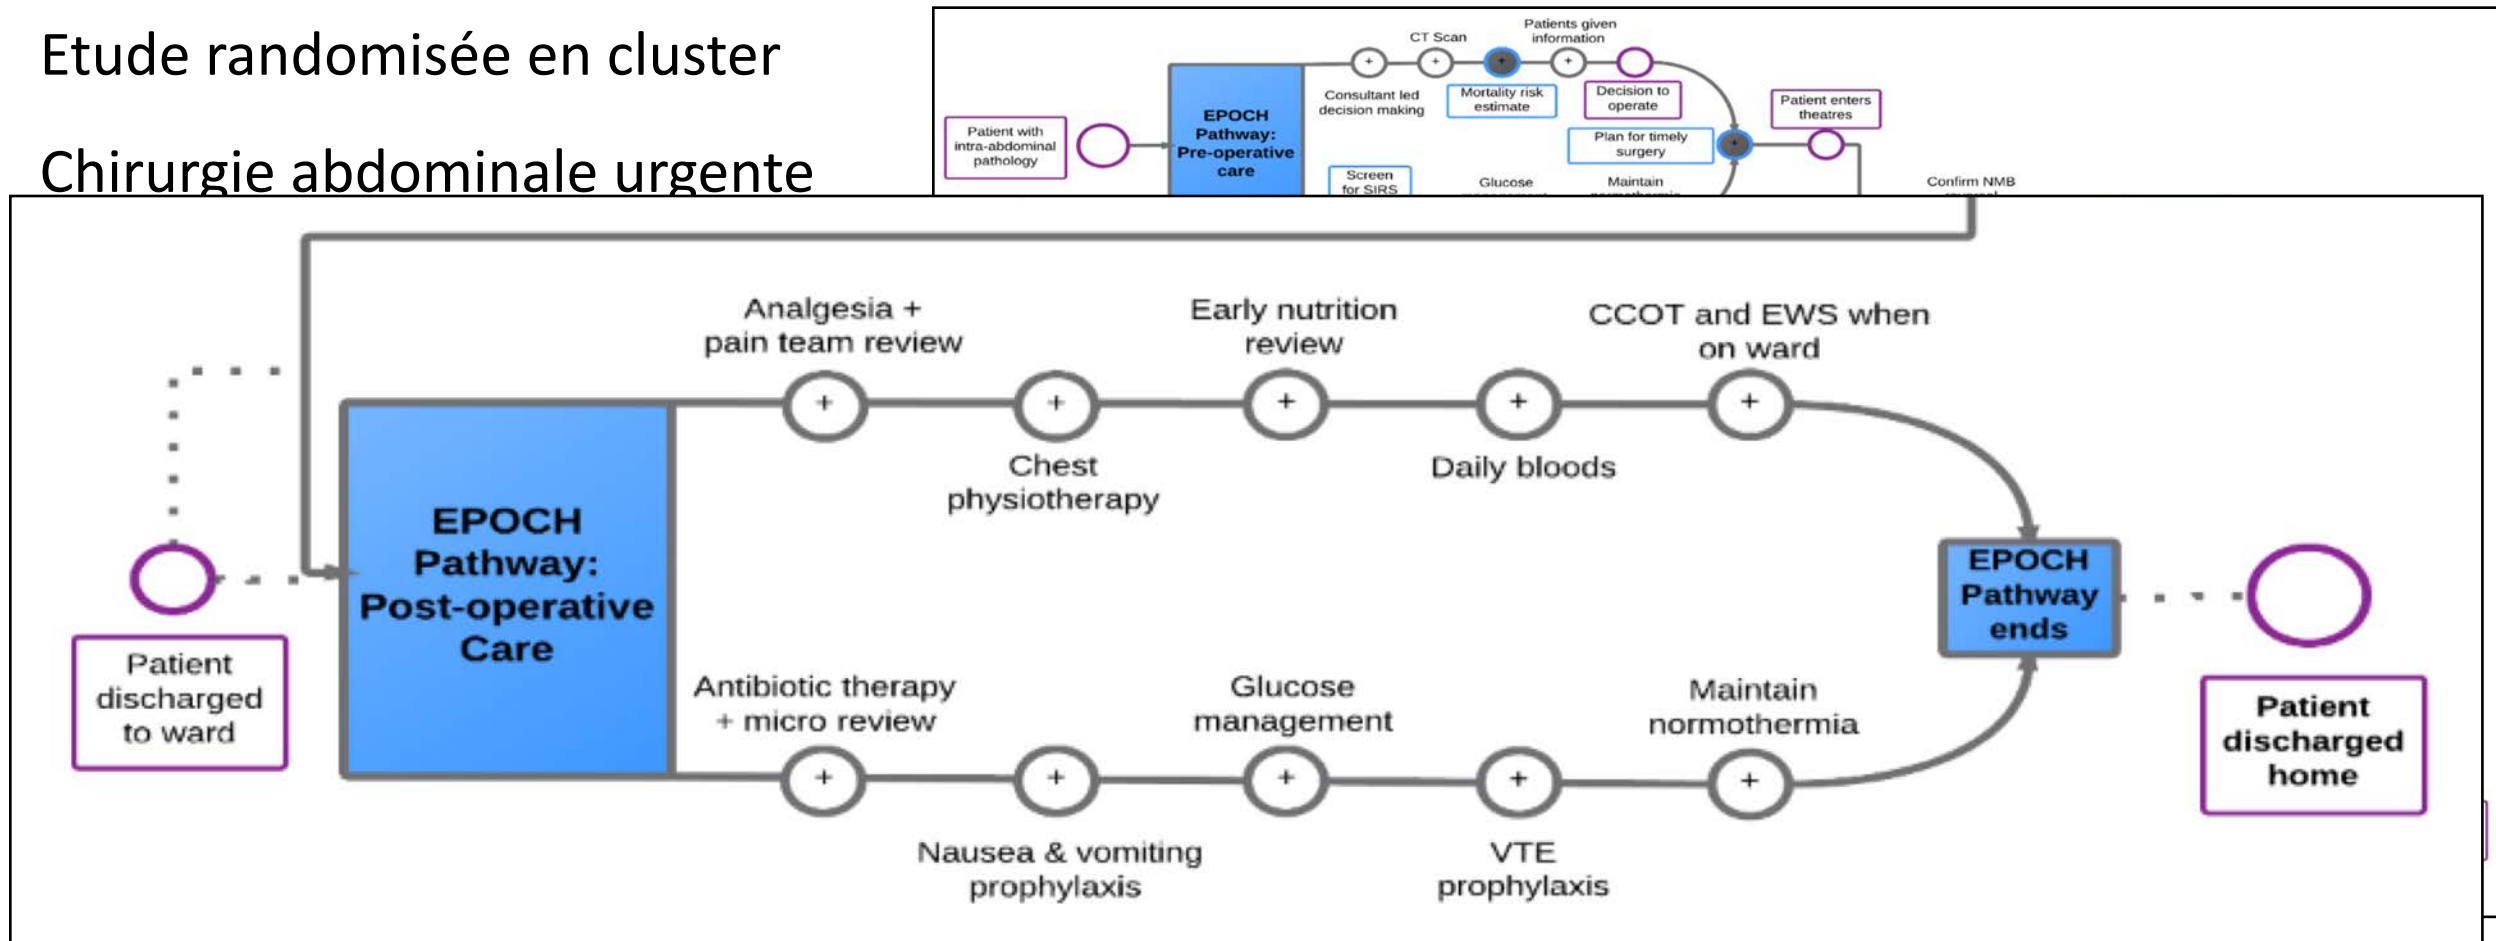 Etude randomisée en cluster
Chirurgie abdominale urgente
Patients given
information
CT Scan
Consultant led
decision making
Mortality risk
estimate
Decision to
operate
Patient enters
theatres
Patient with
intra-abdominal
pathology
EPOCH
Pathway:
Pre-operative
care
Plan for timely
surgery
Screen
for SIRS
Glucose
Maintain
Confirm NMB
Analgesia +
pain team review
Early nutrition
review
CCOT and EWS when
on ward
+ + + + +
Chest
physiotherapy
Daily bloods
EPOCH
Pathway:
Post-operative
Care
EPOCH
Pathway
ends
Patient
discharged
to ward
Patient
discharged
home
Antibiotic therapy
+ micro review
Glucose
management
Maintain
normothermia
+ + + + +
Nausea & vomiting
prophylaxis
VTE
prophylaxis